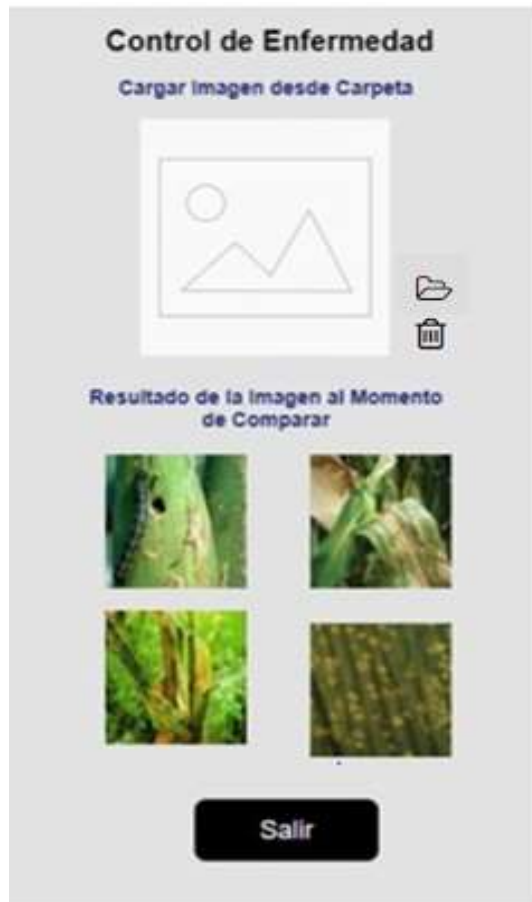 Control de Enfermedad
Cargar Imagen desde Carpeta
Resultado de la Imagen al Momento
de Comparar
Salir